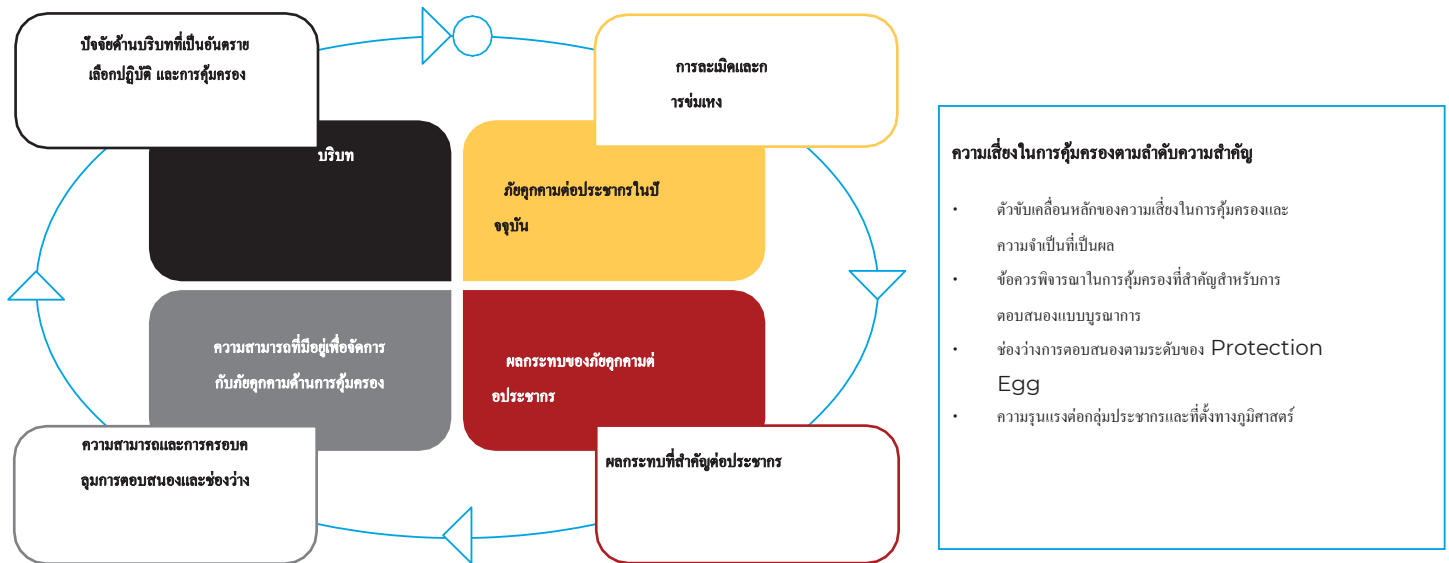 ปัจจัยด้านบริบทที่เป็นอันตราย
เลือกปฏิบัติ และการคุ้มครอง
การละเมิดและก
ารข่มเหง
บริบท
ภัยคุกคามต่อประชากรในปั
จจุบัน
ความสามารถที่มีอยู่เพื่อจัดการ
กับภัยคุกคามด้านการคุ้มครอง
ผลกระทบของภัยคุกคามต่
อประชากร
ความสามารถและการครอบค
ลุมการตอบสนองและช่องว่าง
ผลกระทบที่สำคัญต่อประชากร
ความเสี่ยงในการคุ้มครองตามลำดับความสำคัญ
• ตัวขับเคลื่อนหลักของความเสี่ยงในการคุ้มครองและ
ความจำเป็นที่เป็นผล
• ข้อควรพิจารณาในการคุ้มครองที่สำคัญสำหรับการ
ตอบสนองแบบบูรณาการ
• ช่องว่างการตอบสนองตามระดับของ Protection
Egg
• ความรุนแรงต่อกลุ่มประชากรและที่ตั้งทางภูมิศาสตร์